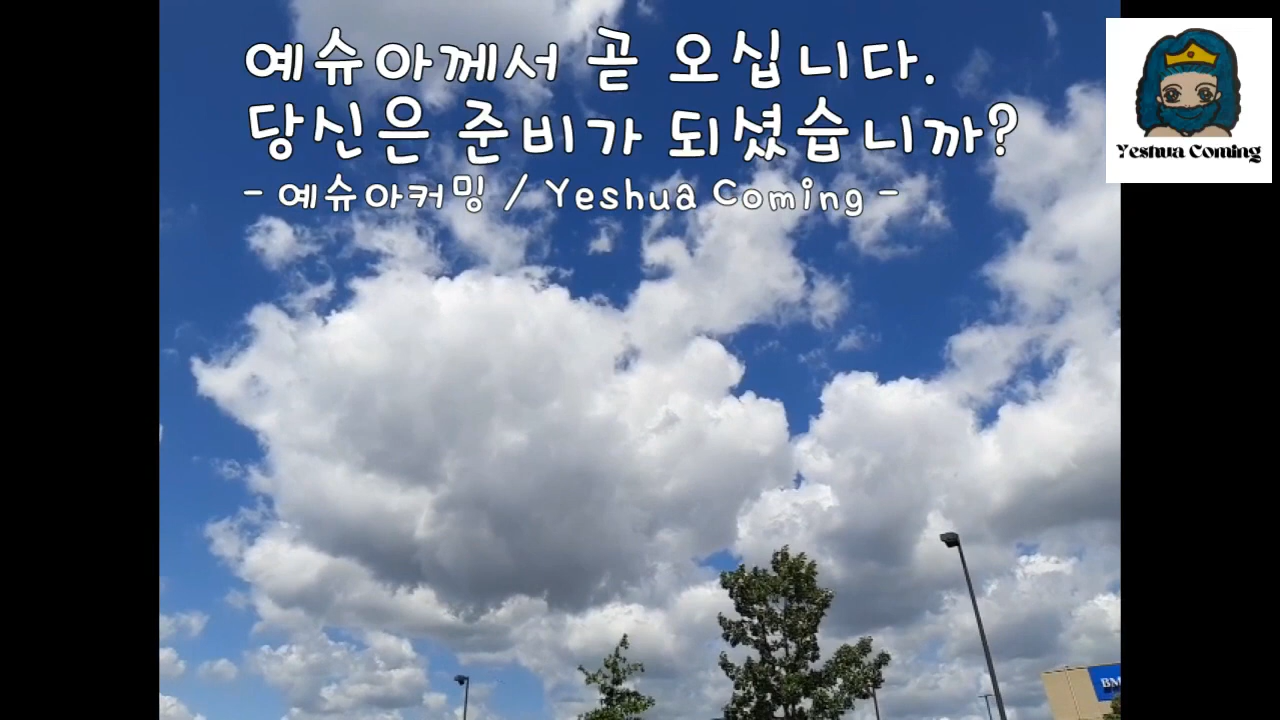 예슈아께서 곧 오십니다.
당신은 준비가 되셨습니까?
- 예슈아커밍 / Yeshua Coming -
Yeshua Coming